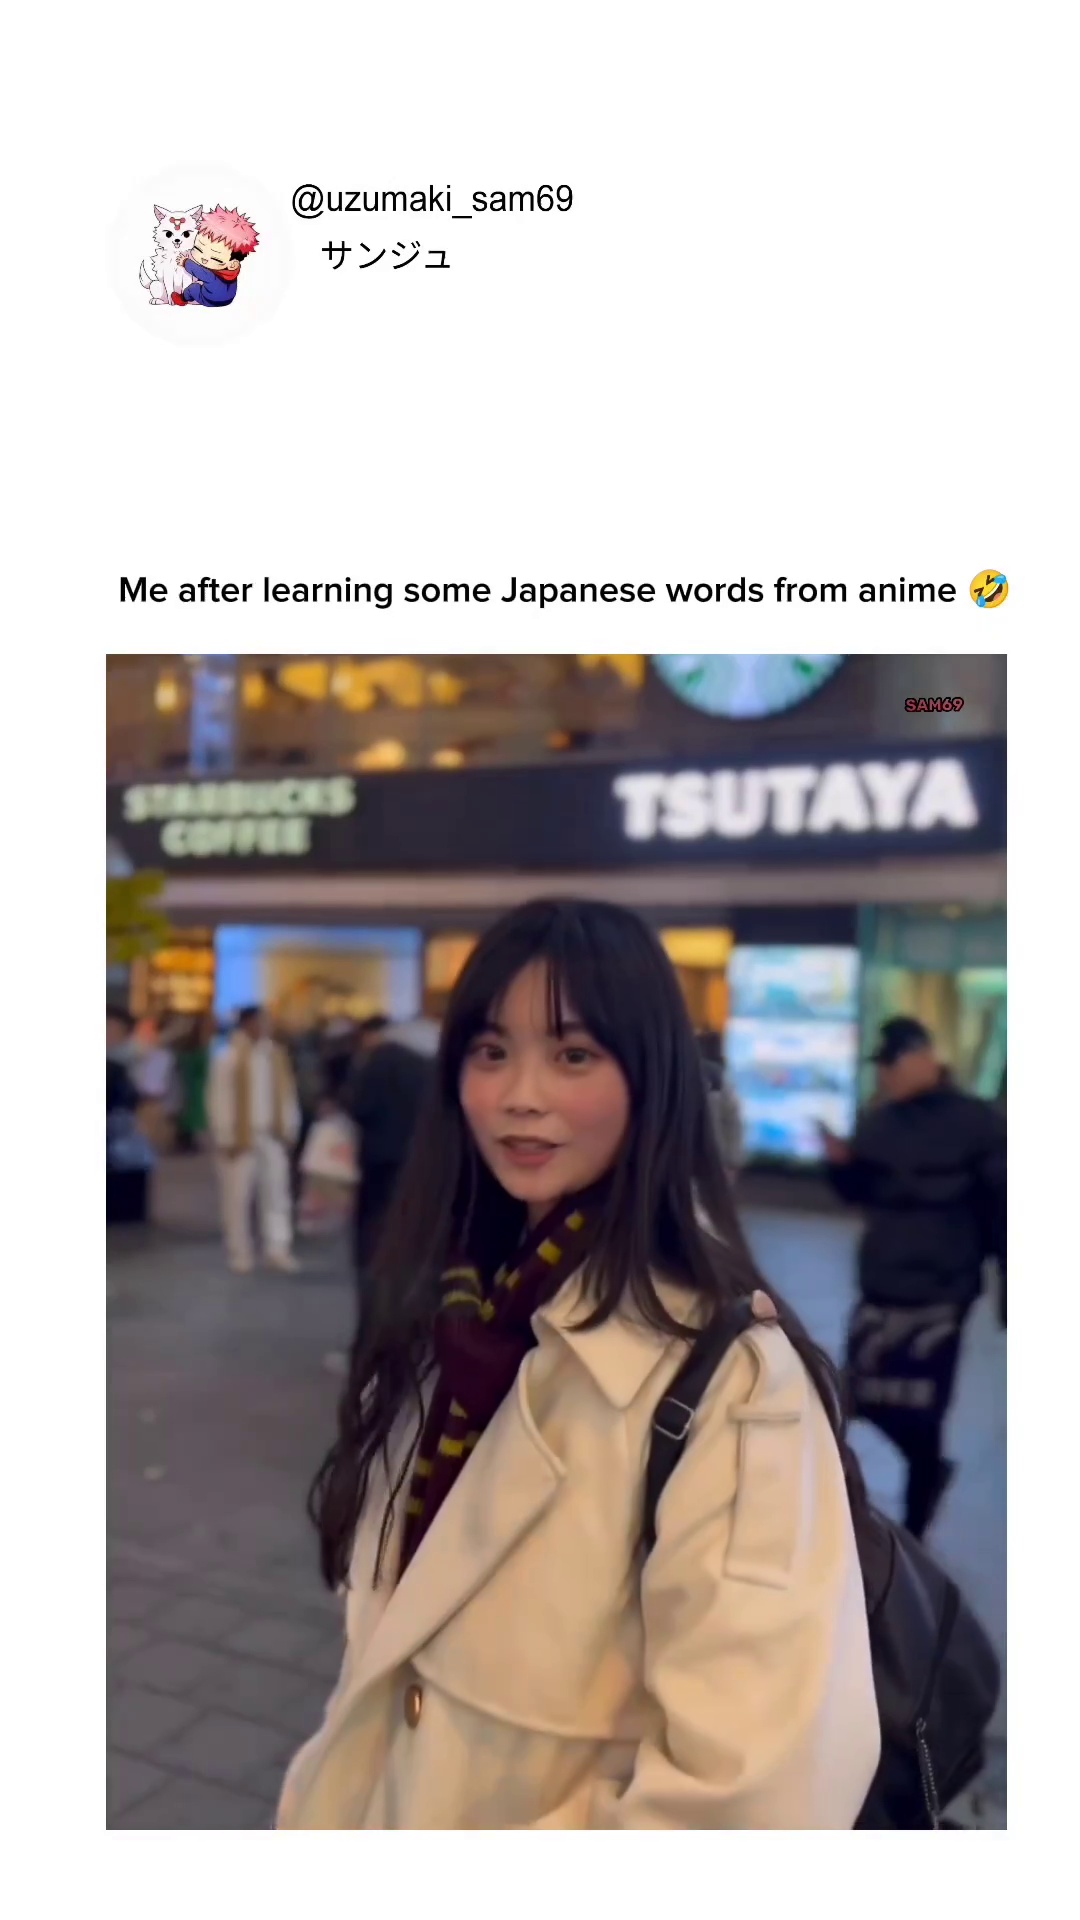 @uzumaki_sam69
サンジュ
Me after learning some Japanese words from anime 🤣
SAM69
STARBUCKS
COFFEE
TSUTAYA